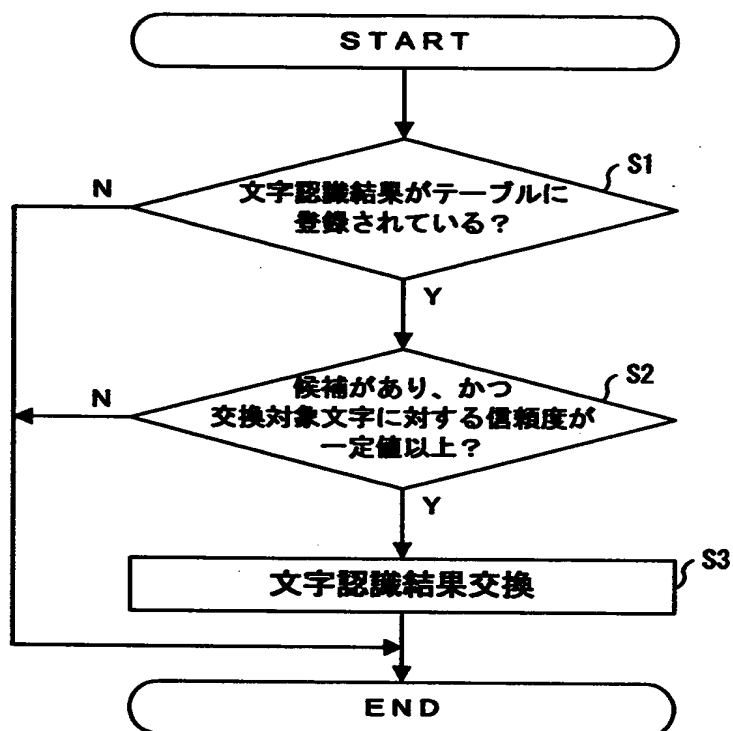 START
S1
文字認識結果がテーブルに
登録されている?
N
Y
S2
候補があり、かつ
交換対象文字に対する信頼度が
一定値以上?
N
Y
S3
文字認識結果交換
END